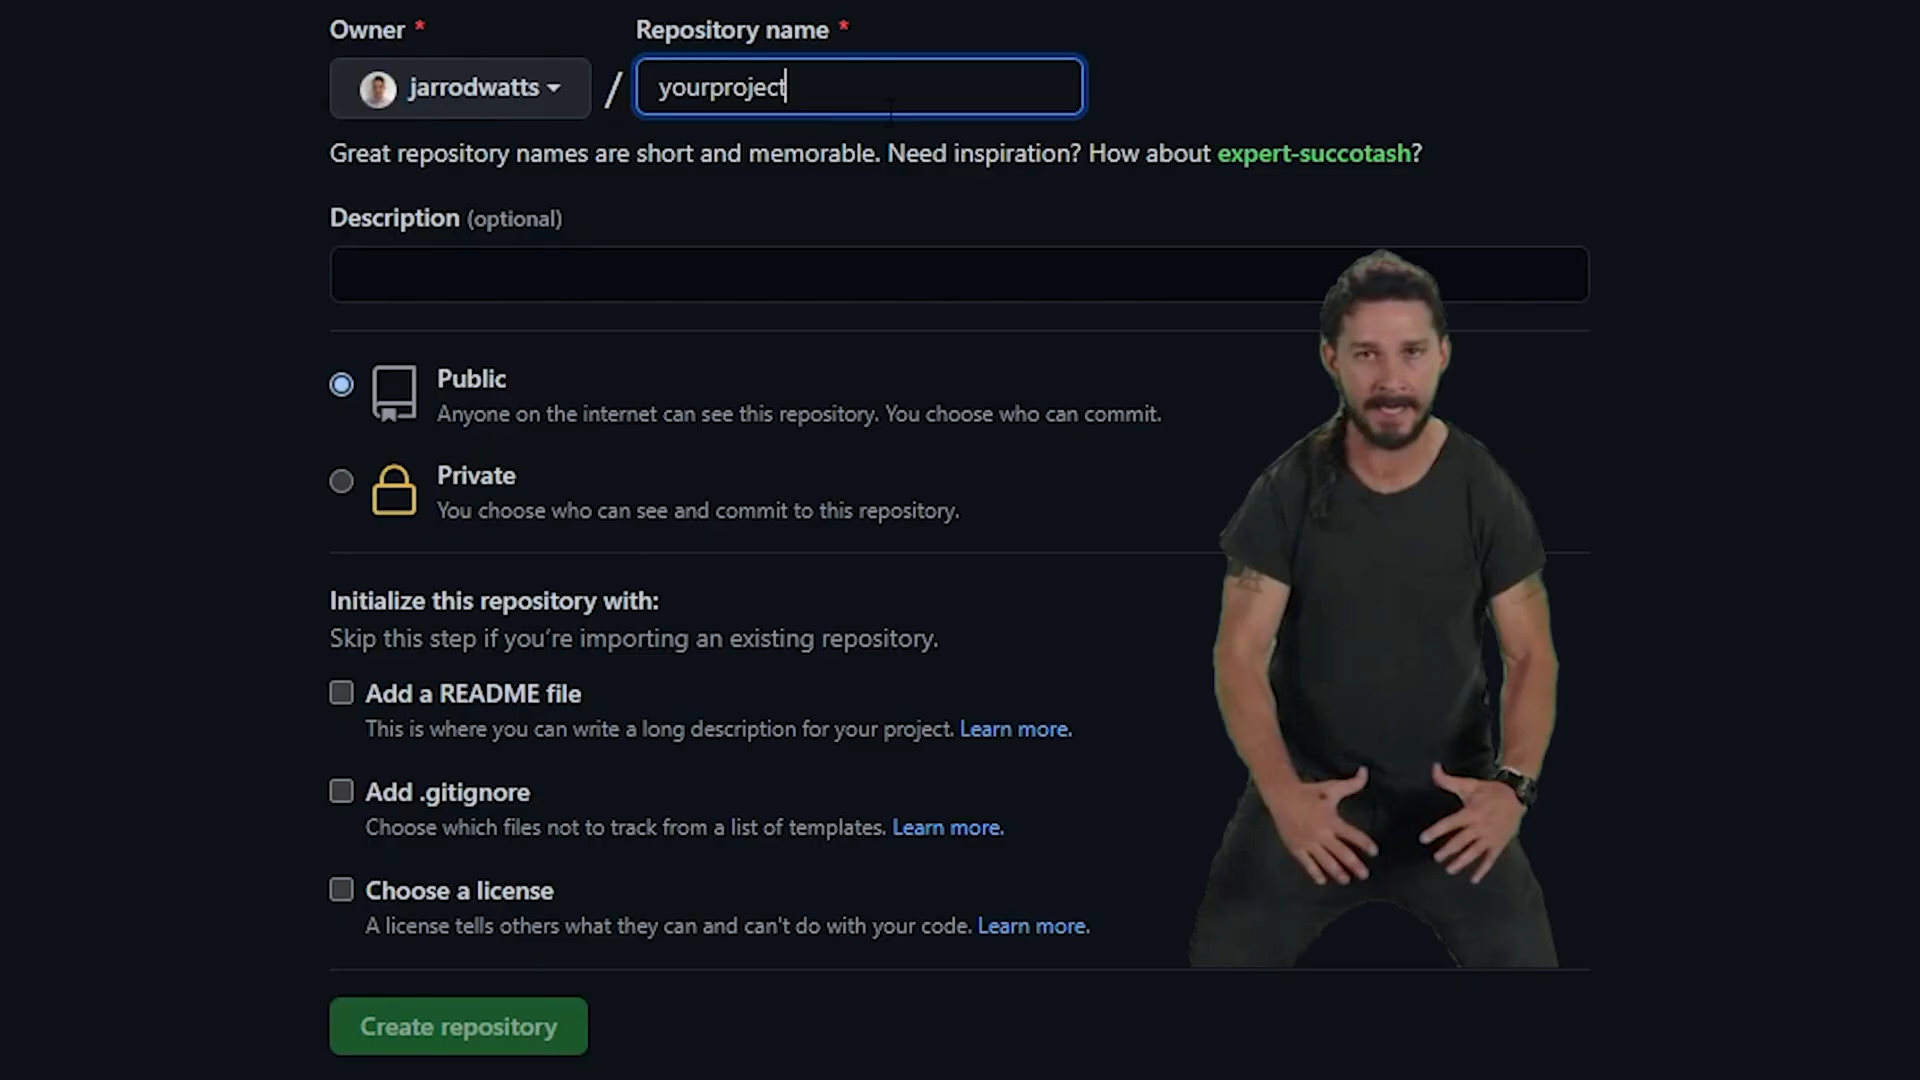 Owner *
Repository name *
jarrodwatts / yourproject
Great repository names are short and memorable. Need inspiration? How about expert-succotash?
Description (optional)
Public
Anyone on the internet can see this repository. You choose who can commit.
Private
You choose who can see and commit to this repository.
Initialize this repository with:
Skip this step if you’re importing an existing repository.
Add a README file
This is where you can write a long description for your project. Learn more.
Add .gitignore
Choose which files not to track from a list of templates. Learn more.
Choose a license
A license tells others what they can and can't do with your code. Learn more.
Create repository